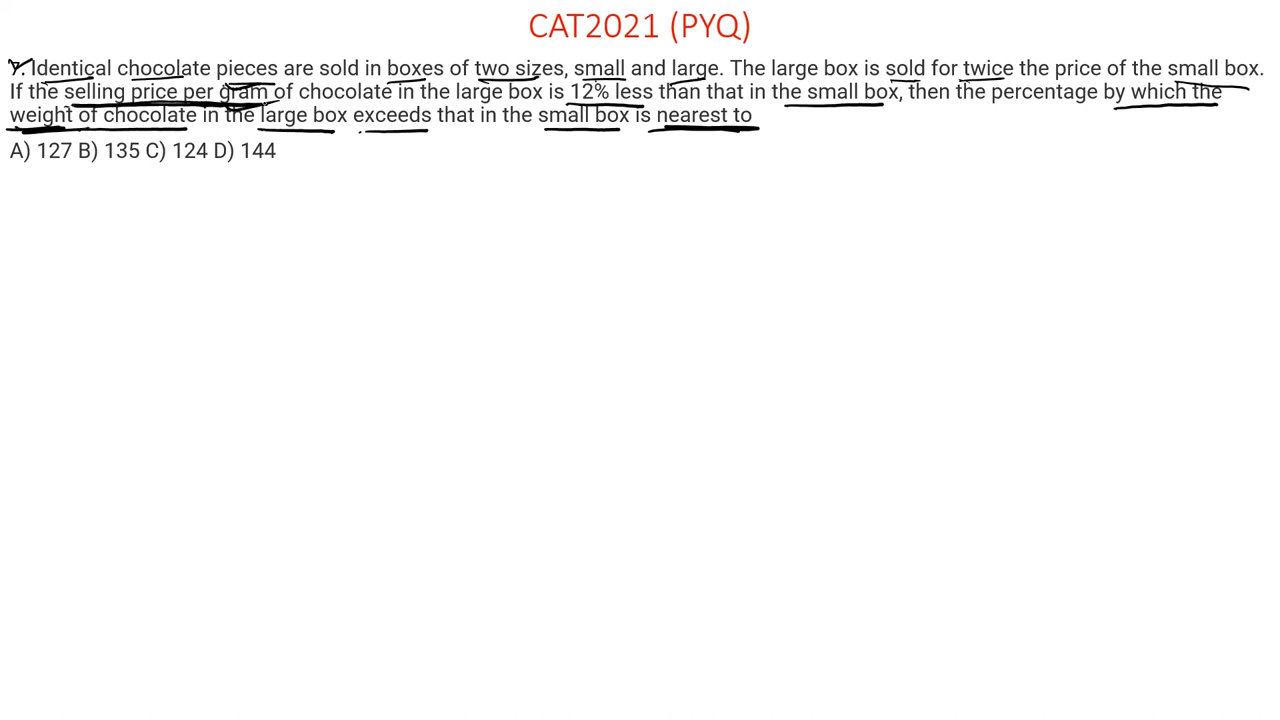 CAT2021 (PYQ)
7. Identical chocolate pieces are sold in boxes of two sizes, small and large. The large box is sold for twice the price of the small box.
If the selling price per gram of chocolate in the large box is 12% less than that in the small box, then the percentage by which the
weight of chocolate in the large box exceeds that in the small box is nearest to
A) 127 B) 135 C) 124 D) 144